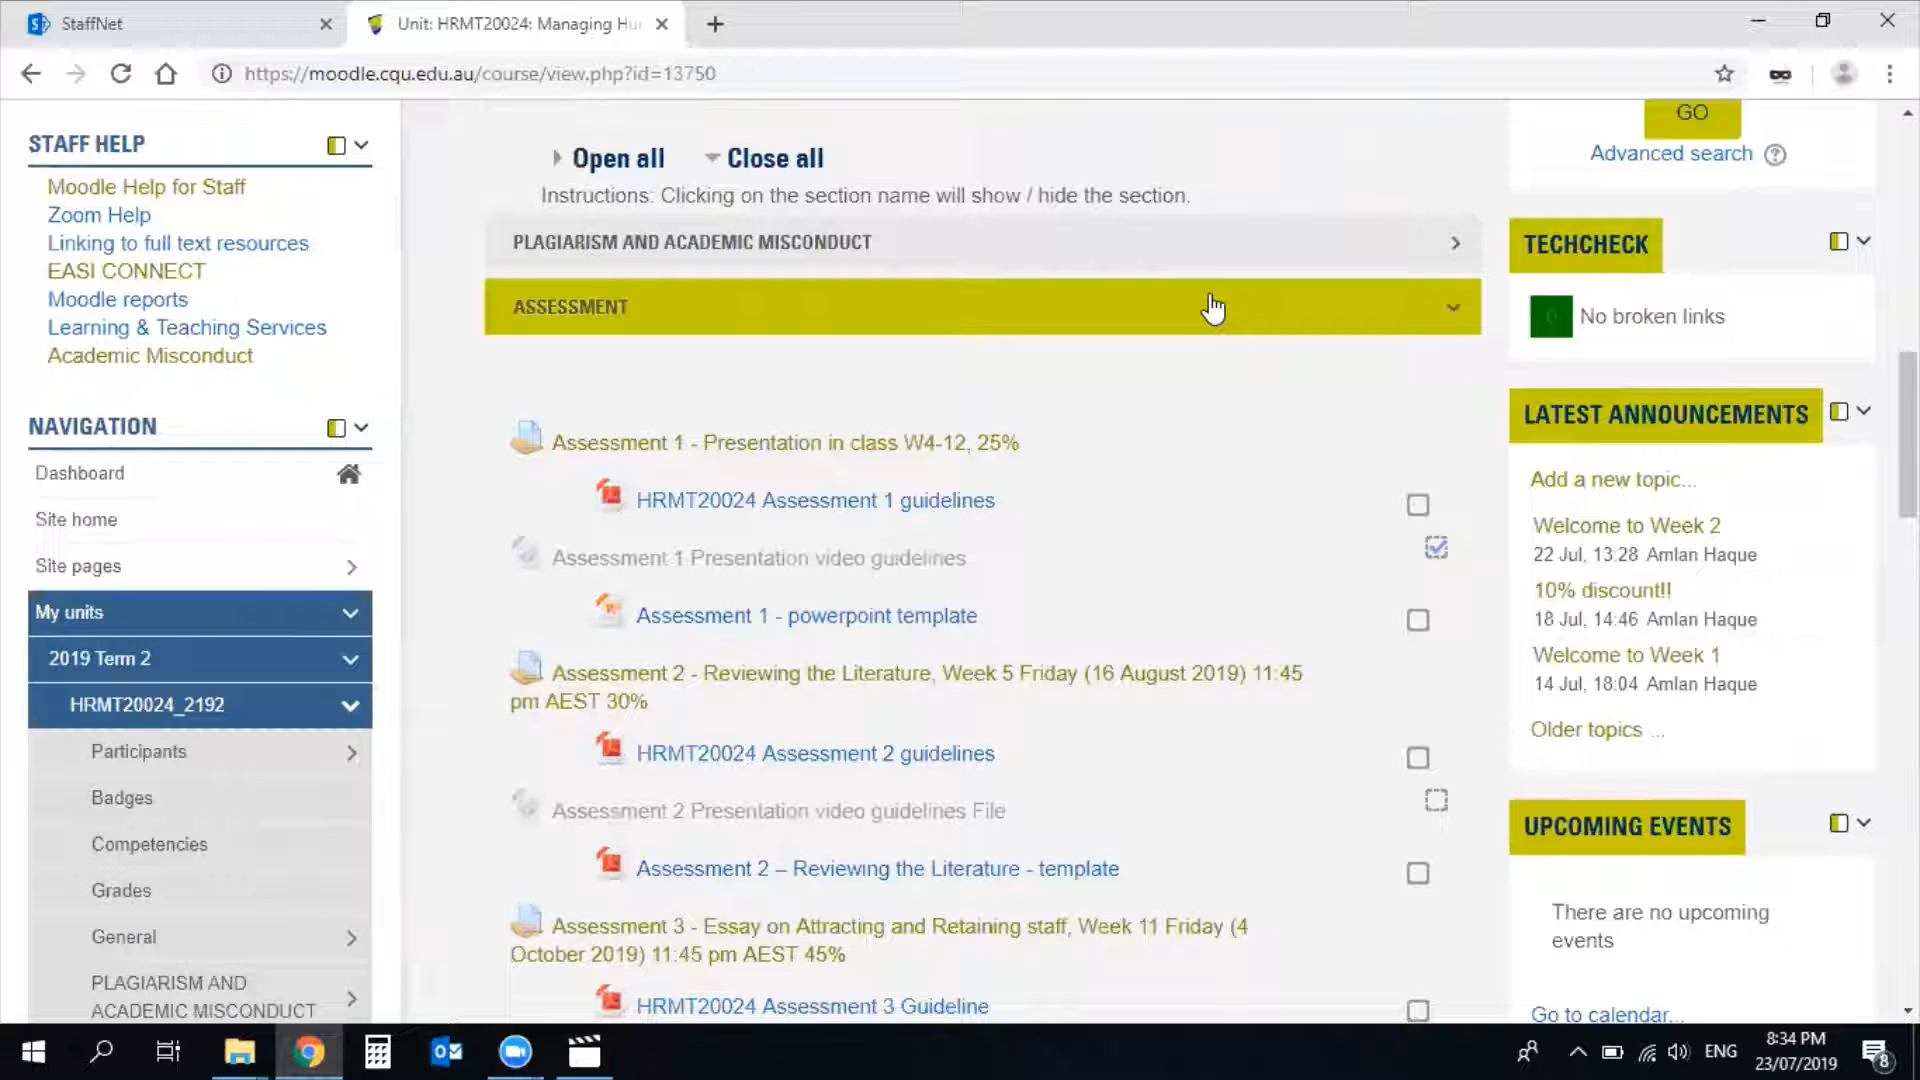 StaffNet
Unit: HRMT20024: Managing Hu
https://moodle.cqu.edu.au/course/view.php?id=13750
STAFF HELP
Moodle Help for Staff
Zoom Help
Linking to full text resources
EASI CONNECT
Moodle reports
Learning & Teaching Services
Academic Misconduct
NAVIGATION
Dashboard
Site home
Site pages
My units
2019 Term 2
HRMT20024_2192
Participants
Badges
Competencies
Grades
General
PLAGIARISM AND
ACADEMIC MISCONDUCT
Open all
Close all
Instructions: Clicking on the section name will show / hide the section.
PLAGIARISM AND ACADEMIC MISCONDUCT
ASSESSMENT
Assessment 1 - Presentation in class W4-12, 25%
HRMT20024 Assessment 1 guidelines
Assessment 1 Presentation video guidelines
Assessment 1 - powerpoint template
Assessment 2 - Reviewing the Literature, Week 5 Friday (16 August 2019) 11:45
pm AEST 30%
HRMT20024 Assessment 2 guidelines
Assessment 2 Presentation video guidelines File
Assessment 2 – Reviewing the Literature - template
Assessment 3 - Essay on Attracting and Retaining staff, Week 11 Friday (4
October 2019) 11:45 pm AEST 45%
HRMT20024 Assessment 3 Guideline
GO
Advanced search
TECHCHECK
0
No broken links
LATEST ANNOUNCEMENTS
Add a new topic...
Welcome to Week 2
22 Jul, 13:28 Amlan Haque
10% discount!!
18 Jul, 14:46 Amlan Haque
Welcome to Week 1
14 Jul, 18:04 Amlan Haque
Older topics ...
UPCOMING EVENTS
There are no upcoming
events
Go to calendar...
ENG
8:34 PM
23/07/2019
8